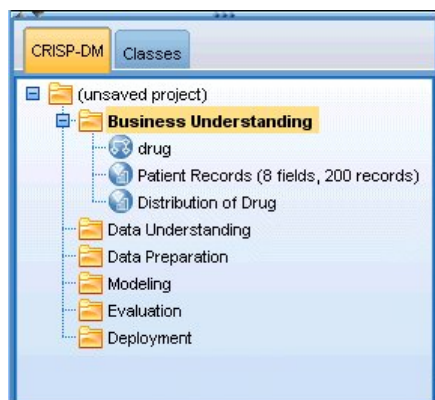 CRISP-DM Classes
(unsaved project)
Business Understanding
drug
Patient Records (8 fields, 200 records)
Distribution of Drug
Data Understanding
Data Preparation
Modeling
Evaluation
Deployment